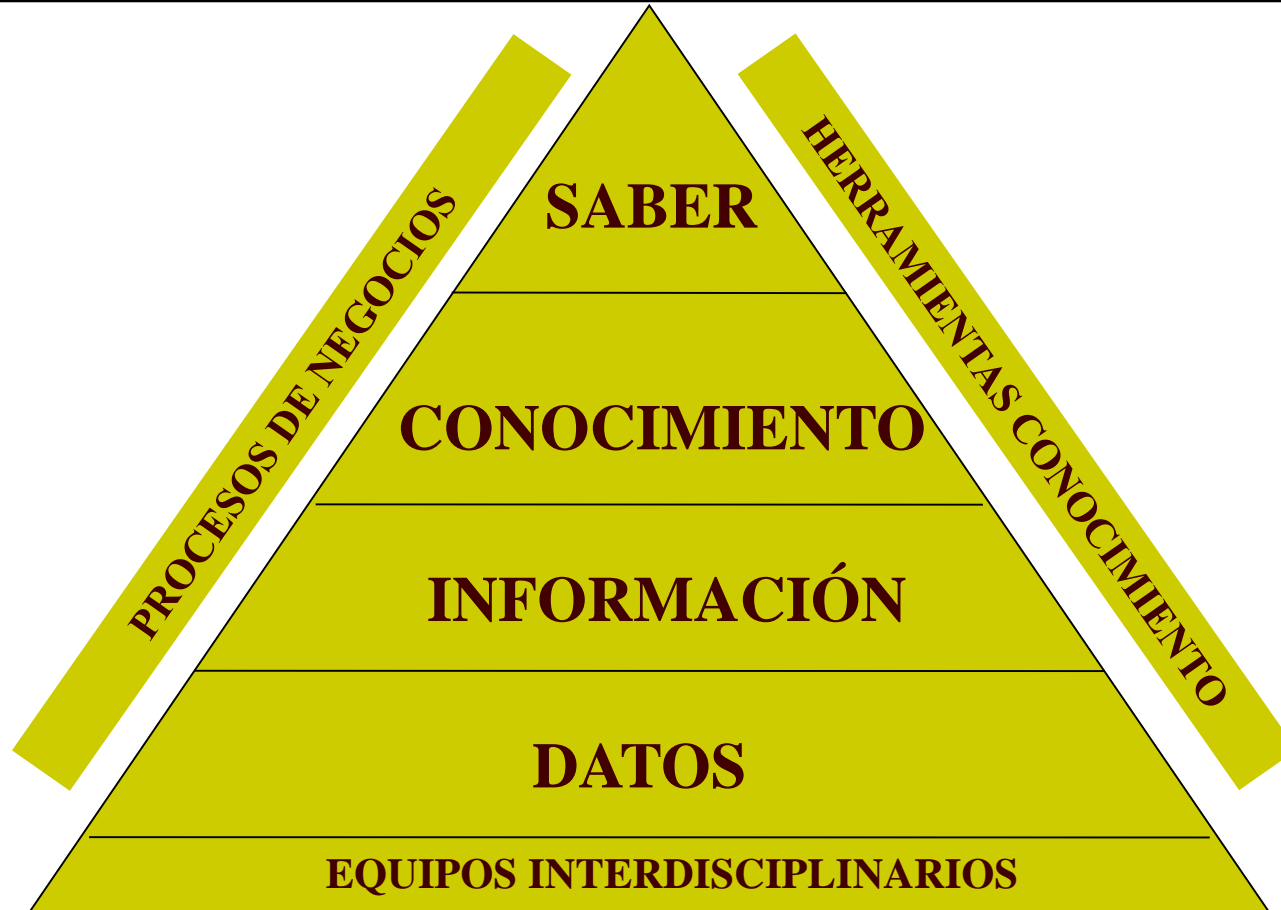 SABER
PROCESOS DE NEGOCIOS
HERRAMIENTAS CONOCIMIENTO
CONOCIMIENTO
INFORMACIÓN
DATOS
EQUIPOS INTERDISCIPLINARIOS